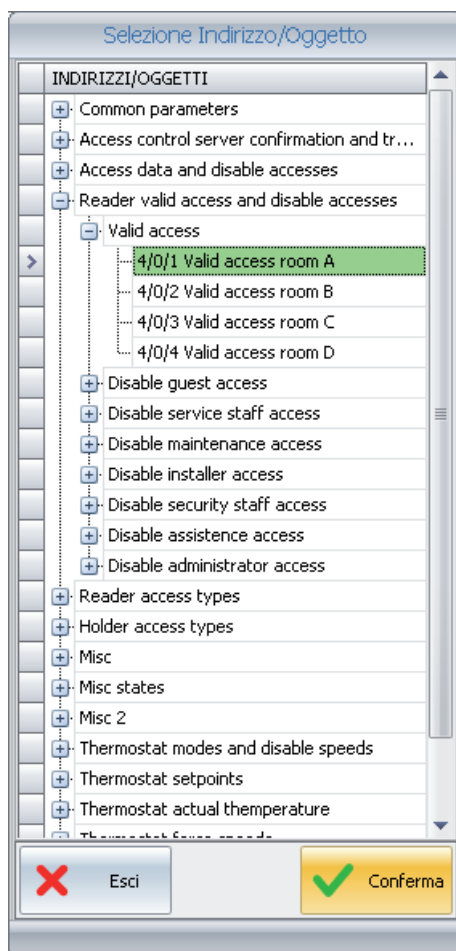 Selezione Indirizzo/Oggetto
INDIRIZZI/OGGETTI
Common parameters
Access control server confirmation and tr...
Access data and disable accesses
Reader valid access and disable accesses
Valid access
4/0/1 Valid access room A
4/0/2 Valid access room B
4/0/3 Valid access room C
4/0/4 Valid access room D
Disable guest access
Disable service staff access
Disable maintenance access
Disable installer access
Disable security staff access
Disable assistence access
Disable administrator access
Reader access types
Holder access types
Misc
Misc states
Misc 2
Thermostat modes and disable speeds
Thermostat setpoints
Thermostat actual themperature
Thermostat force speeds
Esci
Conferma